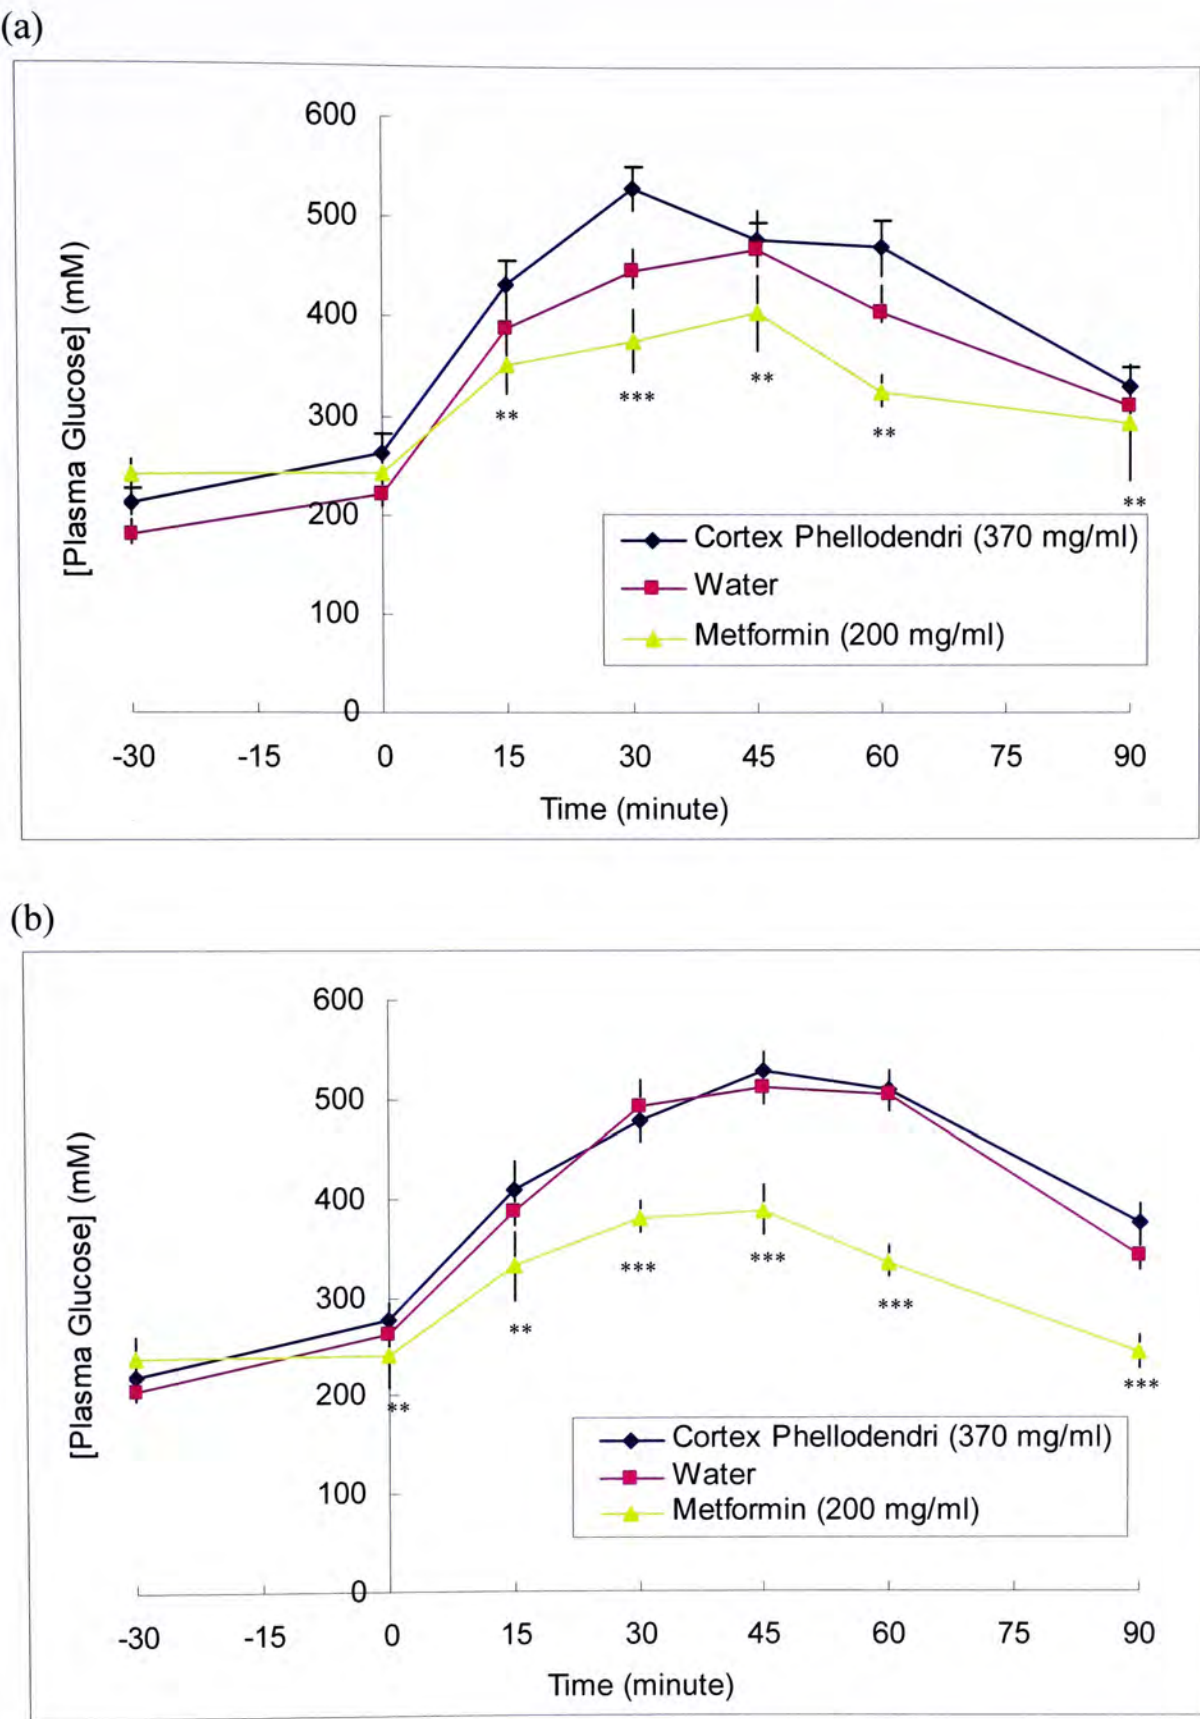 (a)
600
500
400
300
200
100
0
[Plasma Glucose] (mM)
**
***
**
**
**
Cortex Phellodendri (370 mg/ml)
Water
Metformin (200 mg/ml)
-30 -15 0 15 30 45 60 75 90
Time (minute)
(b)
600
500
400
300
200
100
0
[Plasma Glucose] (mM)
**
**
***
***
***
***
Cortex Phellodendri (370 mg/ml)
Water
Metformin (200 mg/ml)
-30 -15 0 15 30 45 60 75 90
Time (minute)